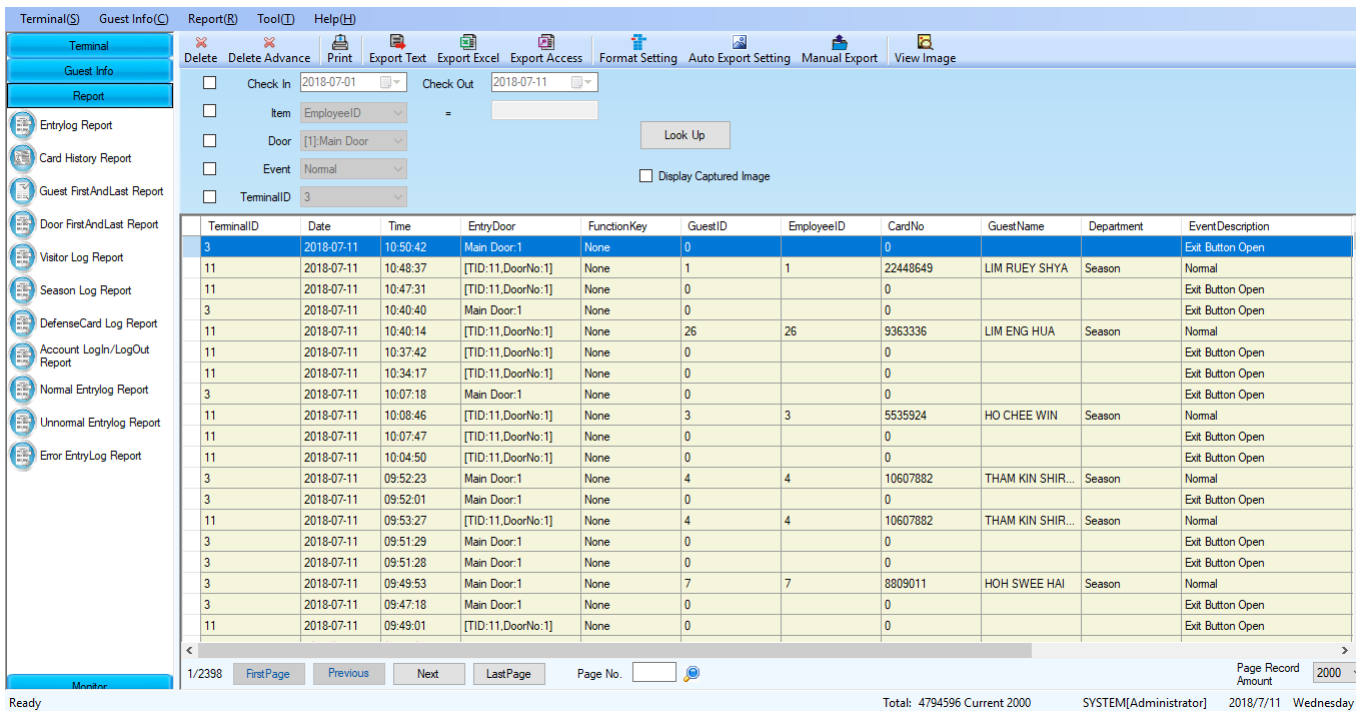 Terminal(S) Guest Info(C) Report(R) Tool(T) Help(H)
Terminal
Guest Info
Report
Entrylog Report
Card History Report
Guest FirstAndLast Report
Door FirstAndLast Report
Visitor Log Report
Season Log Report
DefenseCard Log Report
Account LogIn/LogOut
Report
Normal Entrylog Report
Unnormal Entrylog Report
Error EntryLog Report
Monitor
Delete Delete Advance Print Export Text Export Excel Export Access Format Setting Auto Export Setting Manual Export View Image
Check In 2018-07-01 Check Out 2018-07-11
Item EmployeeID =
Door [1]:Main Door
Look Up
Event Normal
Display Captured Image
TerminalID 3
TerminalID Date Time EntryDoor FunctionKey GuestID EmployeeID CardNo GuestName Department EventDescription
3 2018-07-11 10:50:42 Main Door:1 None 0 0 Exit Button Open
11 2018-07-11 10:48:37 [TID:11,DoorNo:1] None 1 1 22448649 LIM RUEY SHYA Season Normal
11 2018-07-11 10:47:31 [TID:11,DoorNo:1] None 0 0 Exit Button Open
3 2018-07-11 10:40:40 Main Door:1 None 0 0 Exit Button Open
11 2018-07-11 10:40:14 [TID:11,DoorNo:1] None 26 26 9363336 LIM ENG HUA Season Normal
11 2018-07-11 10:37:42 [TID:11,DoorNo:1] None 0 0 Exit Button Open
11 2018-07-11 10:34:17 [TID:11,DoorNo:1] None 0 0 Exit Button Open
3 2018-07-11 10:07:18 Main Door:1 None 0 0 Exit Button Open
11 2018-07-11 10:08:46 [TID:11,DoorNo:1] None 3 3 5535924 HO CHEE WIN Season Normal
11 2018-07-11 10:07:47 [TID:11,DoorNo:1] None 0 0 Exit Button Open
11 2018-07-11 10:04:50 [TID:11,DoorNo:1] None 0 0 Exit Button Open
3 2018-07-11 09:52:23 Main Door:1 None 4 4 10607882 THAM KIN SHIR... Season Normal
3 2018-07-11 09:52:01 Main Door:1 None 0 0 Exit Button Open
11 2018-07-11 09:53:27 [TID:11,DoorNo:1] None 4 4 10607882 THAM KIN SHIR... Season Normal
3 2018-07-11 09:51:29 Main Door:1 None 0 0 Exit Button Open
3 2018-07-11 09:51:28 Main Door:1 None 0 0 Exit Button Open
3 2018-07-11 09:49:53 Main Door:1 None 7 7 8809011 HOH SWEE HAI Season Normal
3 2018-07-11 09:47:18 Main Door:1 None 0 0 Exit Button Open
11 2018-07-11 09:49:01 [TID:11,DoorNo:1] None 0 0 Exit Button Open
1/2398 FirstPage Previous Next LastPage Page No. Page Record
Amount 2000
Ready Total: 4794596 Current 2000 SYSTEM[Administrator] 2018/7/11 Wednesday